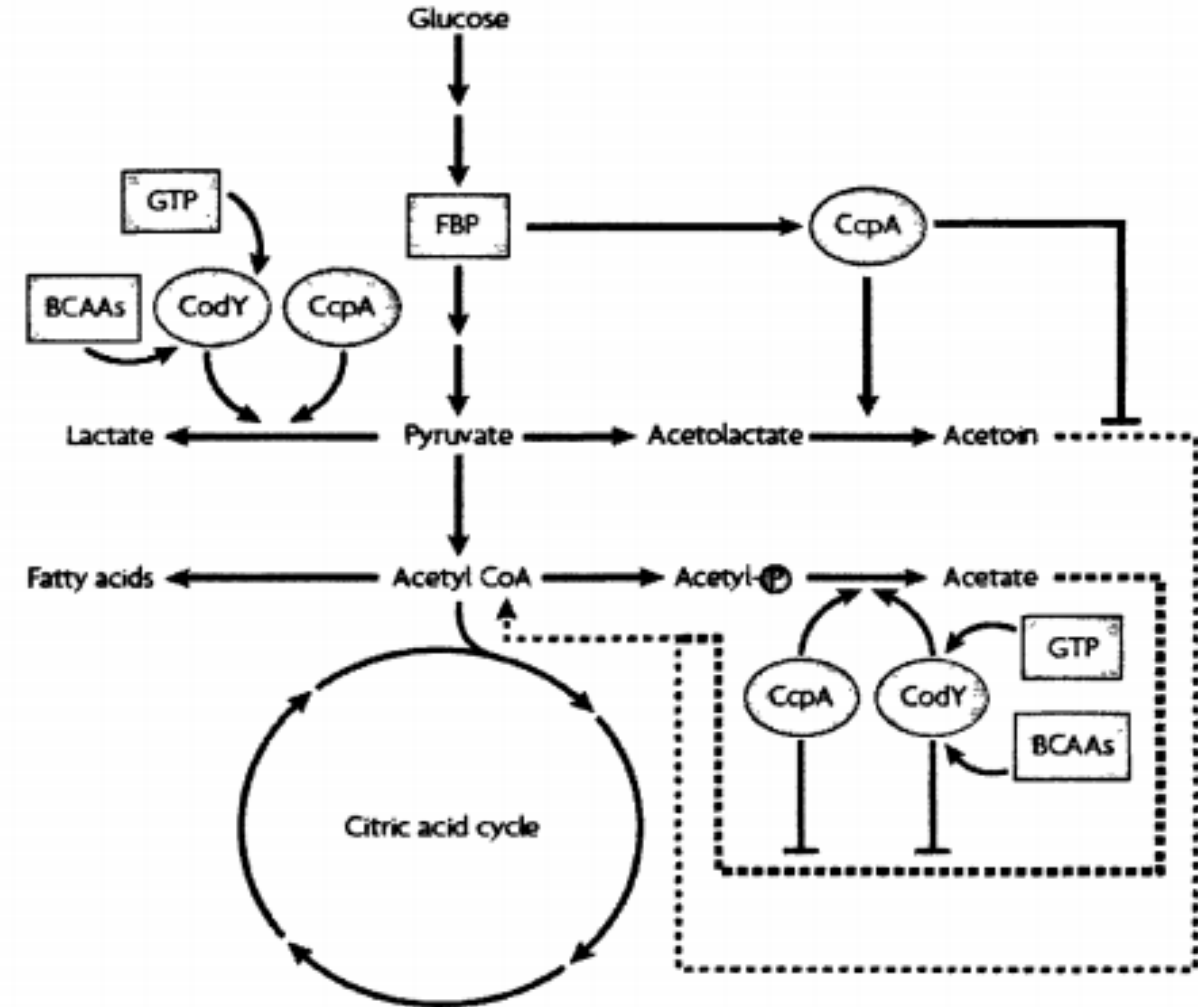 Glucose
GTP
FBP
CcpA
BCAAs
CodY
CcpA
Lactate
Pyruvate
Acetolactate
Acetoin
Fatty acids
Acetyl CoA
Acetyl-P
Acetate
GTP
CcpA
CodY
BCAAs
Citric acid cycle